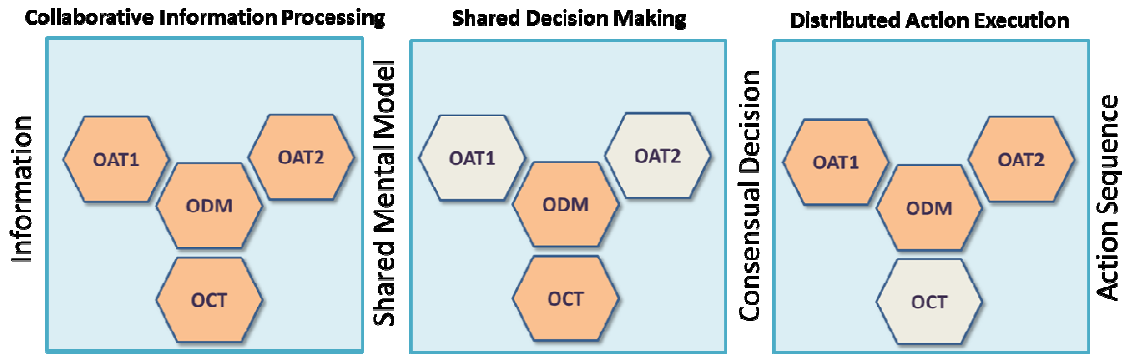 Collaborative Information Processing
Shared Decision Making
Distributed Action Execution
Information
OAT1
OAT2
ODM
OCT
Shared Mental Model
OAT1
OAT2
ODM
OCT
Consensual Decision
OAT1
OAT2
ODM
OCT
Action Sequence